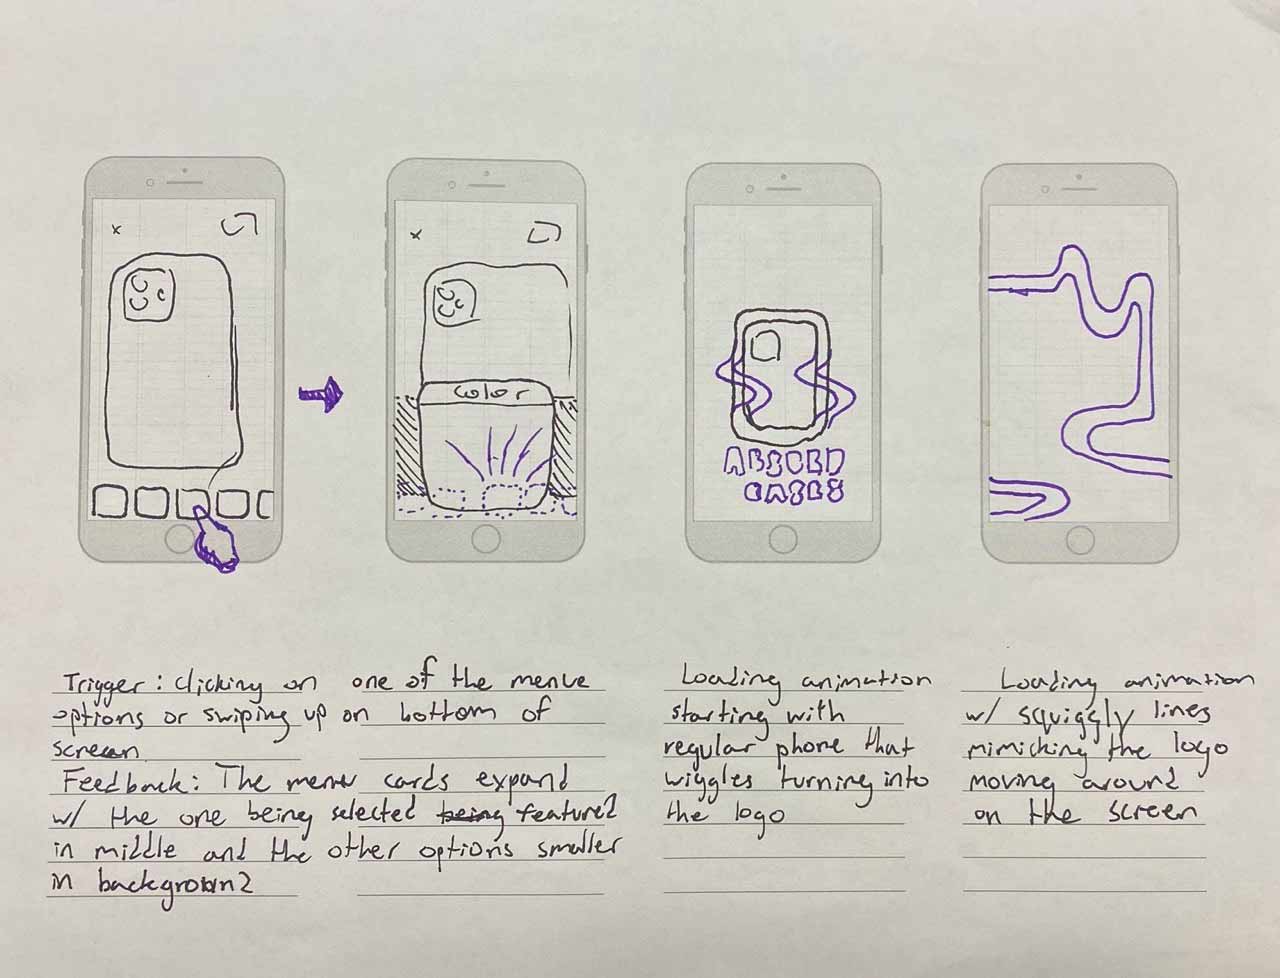 color
ABSURD
CASES
Trigger: clicking on one of the menue
options or swiping up on bottom of
screen
Feedback: The menu cards expand
w/ the one being selected being featured
in middle and the other options smaller
in background
Loading animation
starting with
regular phone that
wiggles turning into
the logo
Loading animation
w/ squiggly lines
mimicking the logo
moving around
on the screen